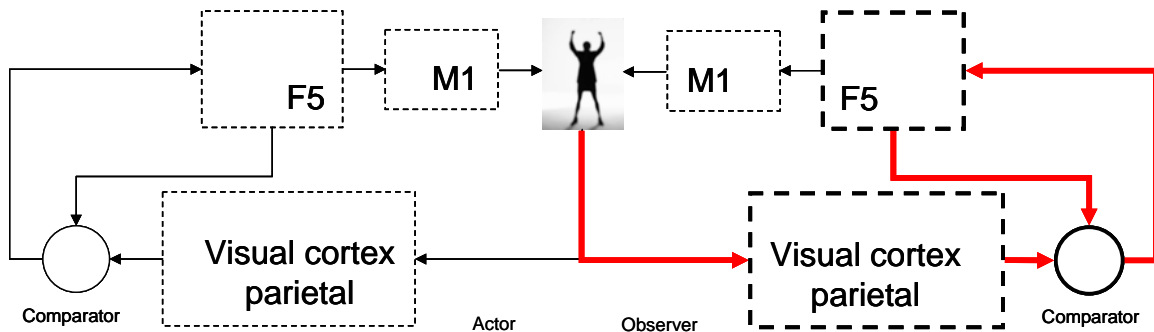 F5
M1
M1
F5
Visual cortex
parietal
Visual cortex
parietal
Comparator
Actor
Observer
Comparator